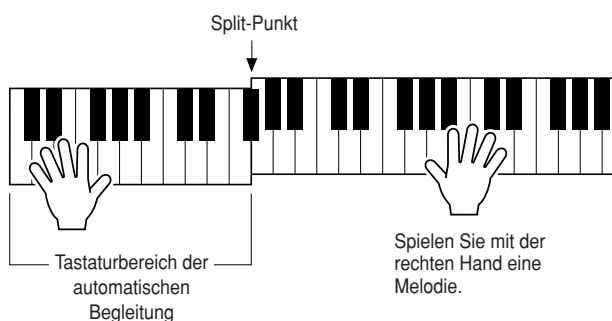 Split-Punkt
Tastaturbereich der
automatischen
Begleitung
Spielen Sie mit der
rechten Hand eine
Melodie.